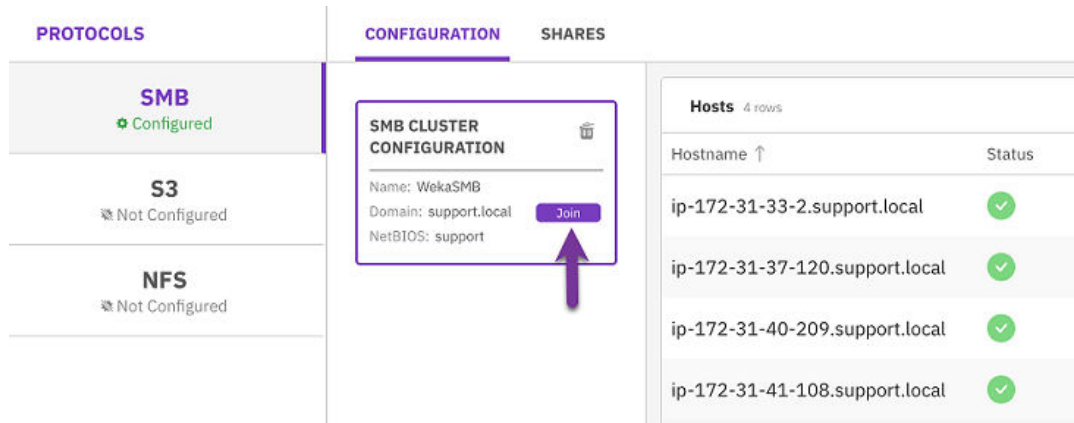 PROTOCOLS
SMB
Configured
S3
Not Configured
NFS
Not Configured
CONFIGURATION SHARES
SMB CLUSTER
CONFIGURATION
Name: WekaSMB
Domain: support.local Join
NetBIOS: support
Hosts 4 rows
Hostname ↑ Status
ip-172-31-33-2.support.local
ip-172-31-37-120.support.local
ip-172-31-40-209.support.local
ip-172-31-41-108.support.local